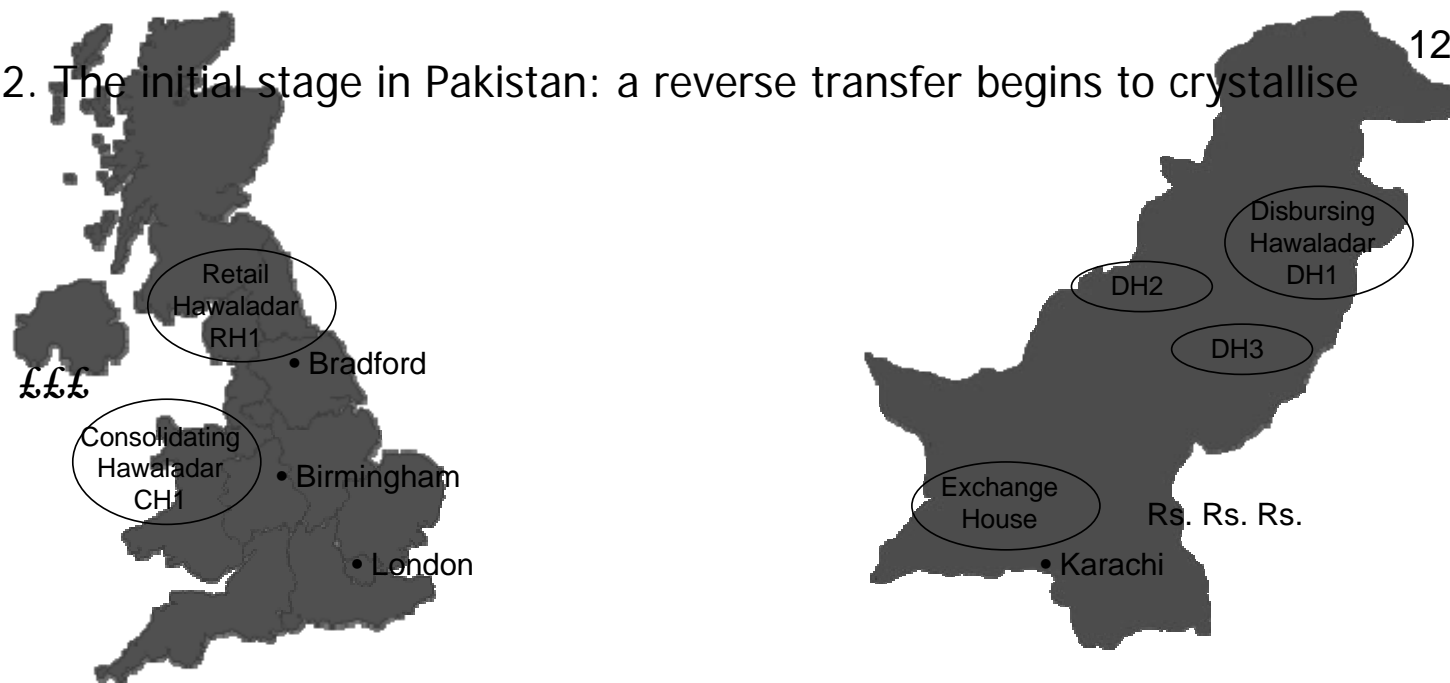 12
2. The initial stage in Pakistan: a reverse transfer begins to crystallise
Retail
Hawaladar
RH1
Bradford
£££
Consolidating
Hawaladar
CH1
Birmingham
London
Disbursing
Hawaladar
DH1
DH2
DH3
Exchange
House
Rs. Rs. Rs.
Karachi